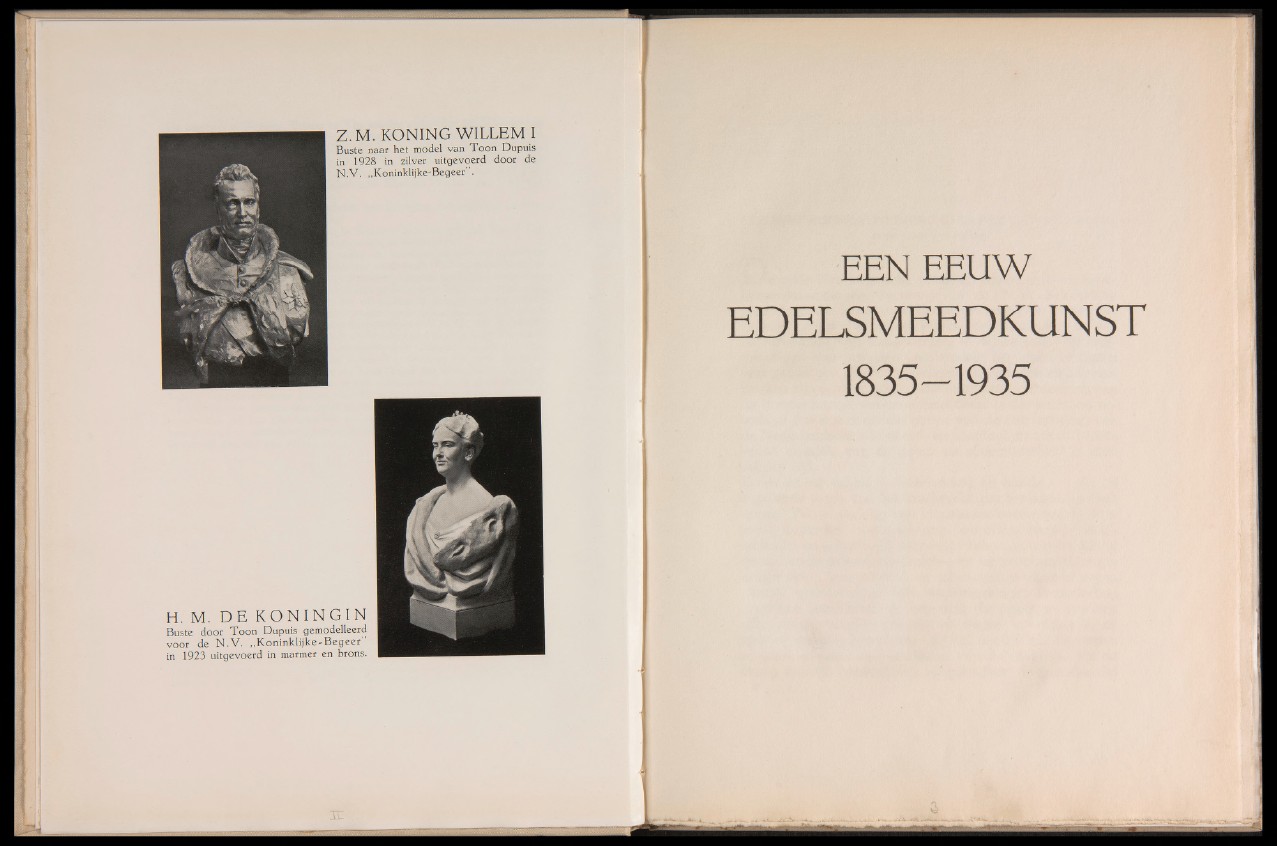 Z. M. KONING WILLEM I
Buste naar het model van Toon Dupuis
in 1928 in zilver uitgevoerd door de
N.V. „Koninklijke-Begeer".
H. M. DE KONINGIN
Buste door Toon Dupuis gemodelleerd
voor de N.V. „Koninklijke-Begeer"
in 1923 uitgevoerd in marmer en brons.
II
EEN EEUW
EDELSMEEDKUNST
1835—1935
3